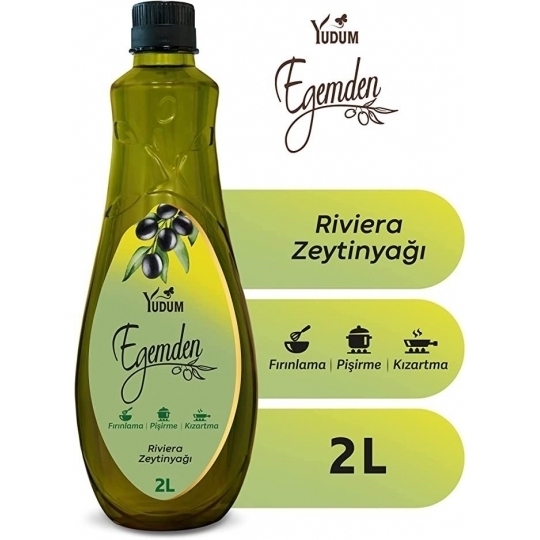 YUDUM
Egemden
Riviera
Zeytinyağı
Fırınlama | Pişirme | Kızartma
2L
YUDUM
Egemden
Fırınlama | Pişirme | Kızartma
Riviera
Zeytinyağı
2L